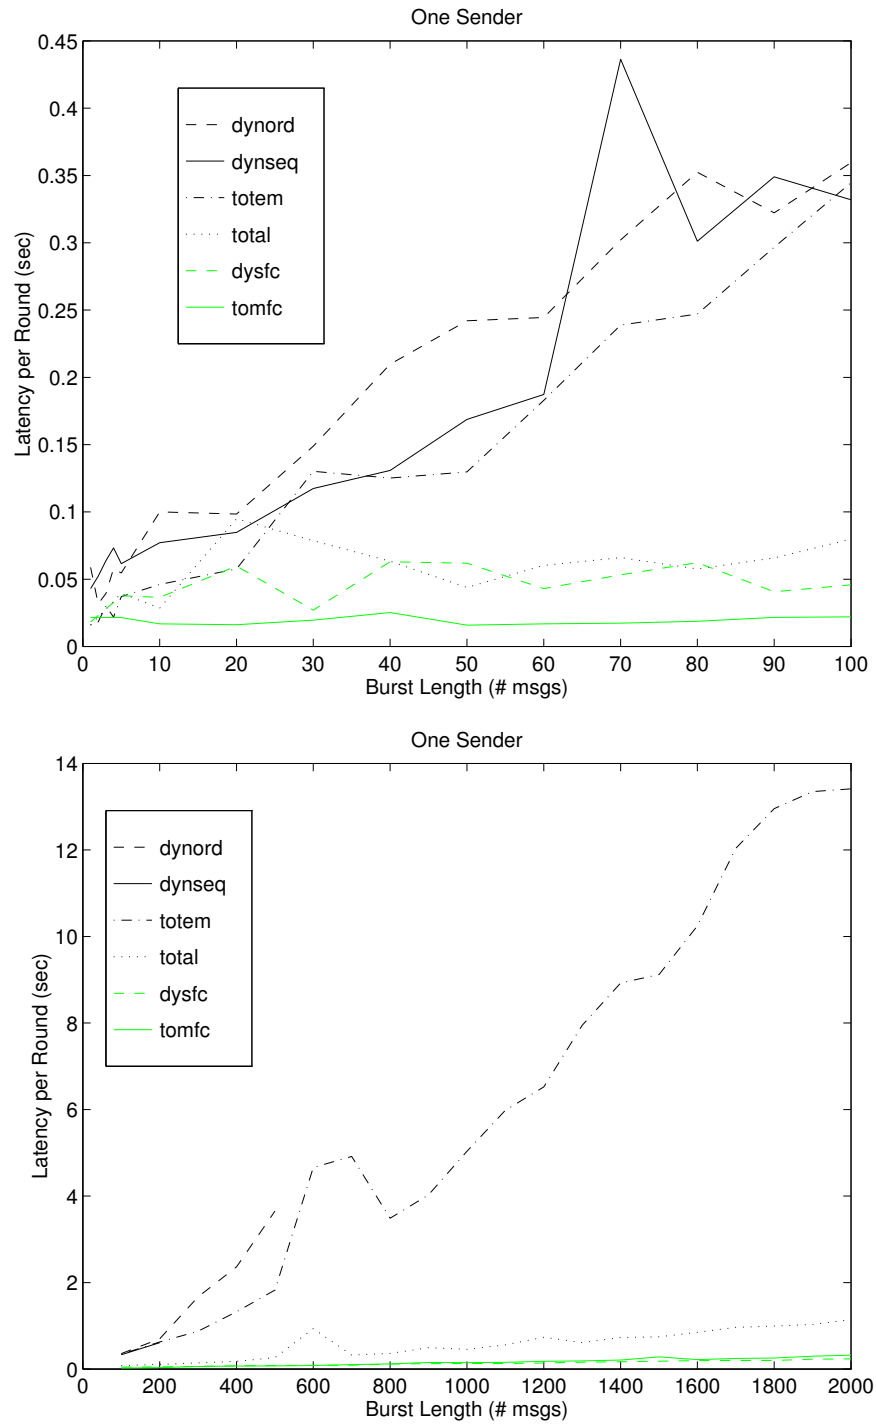 One Sender
0.45
0.4
0.35
0.3
0.25
0.2
0.15
0.1
0.05
0
Latency per Round (sec)
dynord
dynseq
totem
total
dysfc
tomfc
0 10 20 30 40 50 60 70 80 90 100
Burst Length (# msgs)
One Sender
14
12
10
8
6
4
2
0
Latency per Round (sec)
dynord
dynseq
totem
total
dysfc
tomfc
0 200 400 600 800 1000 1200 1400 1600 1800 2000
Burst Length (# msgs)